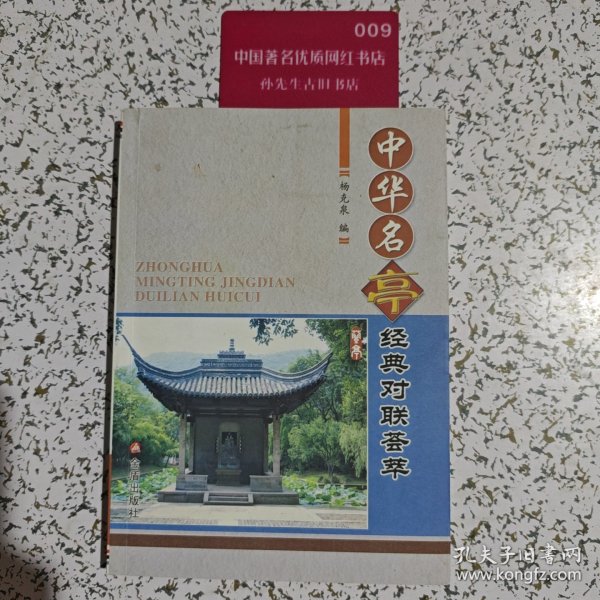 009
中国著名优质网红书店
孙先生古旧书店
中华名亭
经典对联荟萃
【杨克泉 编】
ZHONGHUA
MINGTING JINGDIAN
DUILIAN HUICUI
金盾出版社
孔夫子旧书网
www.kongfz.com